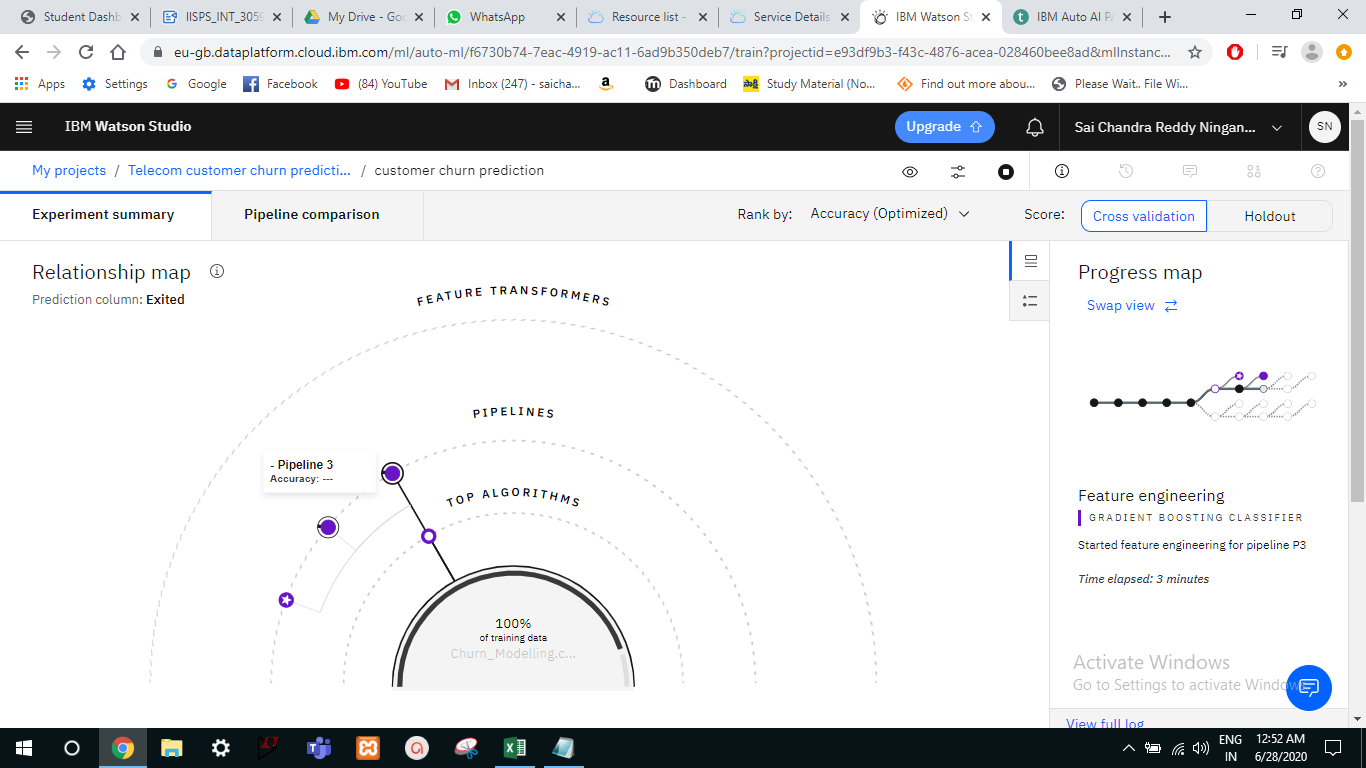 Student Dashb
IISPS_INT_3059
My Drive - Goo
WhatsApp
Resource list -
Service Details
IBM Watson St
IBM Auto AI PA
eu-gb.dataplatform.cloud.ibm.com/ml/auto-ml/f6730b74-7eac-4919-ac11-6ad9b350deb7/train?projectid=e93df9b3-f43c-4876-acea-028460bee8ad&mlInstanc...
Apps
Settings
Google
Facebook
(84) YouTube
Inbox (247) - saicha...
Dashboard
Study Material (No...
Find out more abou...
Please Wait.. File Wi...
IBM Watson Studio
Upgrade
Sai Chandra Reddy Ningan...
SN
My projects / Telecom customer churn predicti... / customer churn prediction
Experiment summary
Pipeline comparison
Rank by: Accuracy (Optimized)
Score: Cross validation Holdout
Relationship map
Prediction column: Exited
FEATURE TRANSFORMERS
PIPELINES
- Pipeline 3
Accuracy: ---
TOP ALGORITHMS
100%
of training data
Churn_Modelling.c...
Progress map
Swap view
Feature engineering
GRADIENT BOOSTING CLASSIFIER
Started feature engineering for pipeline P3
Time elapsed: 3 minutes
Activate Windows
Go to Settings to activate Windows
View full log
ENG
IN
12:52 AM
6/28/2020